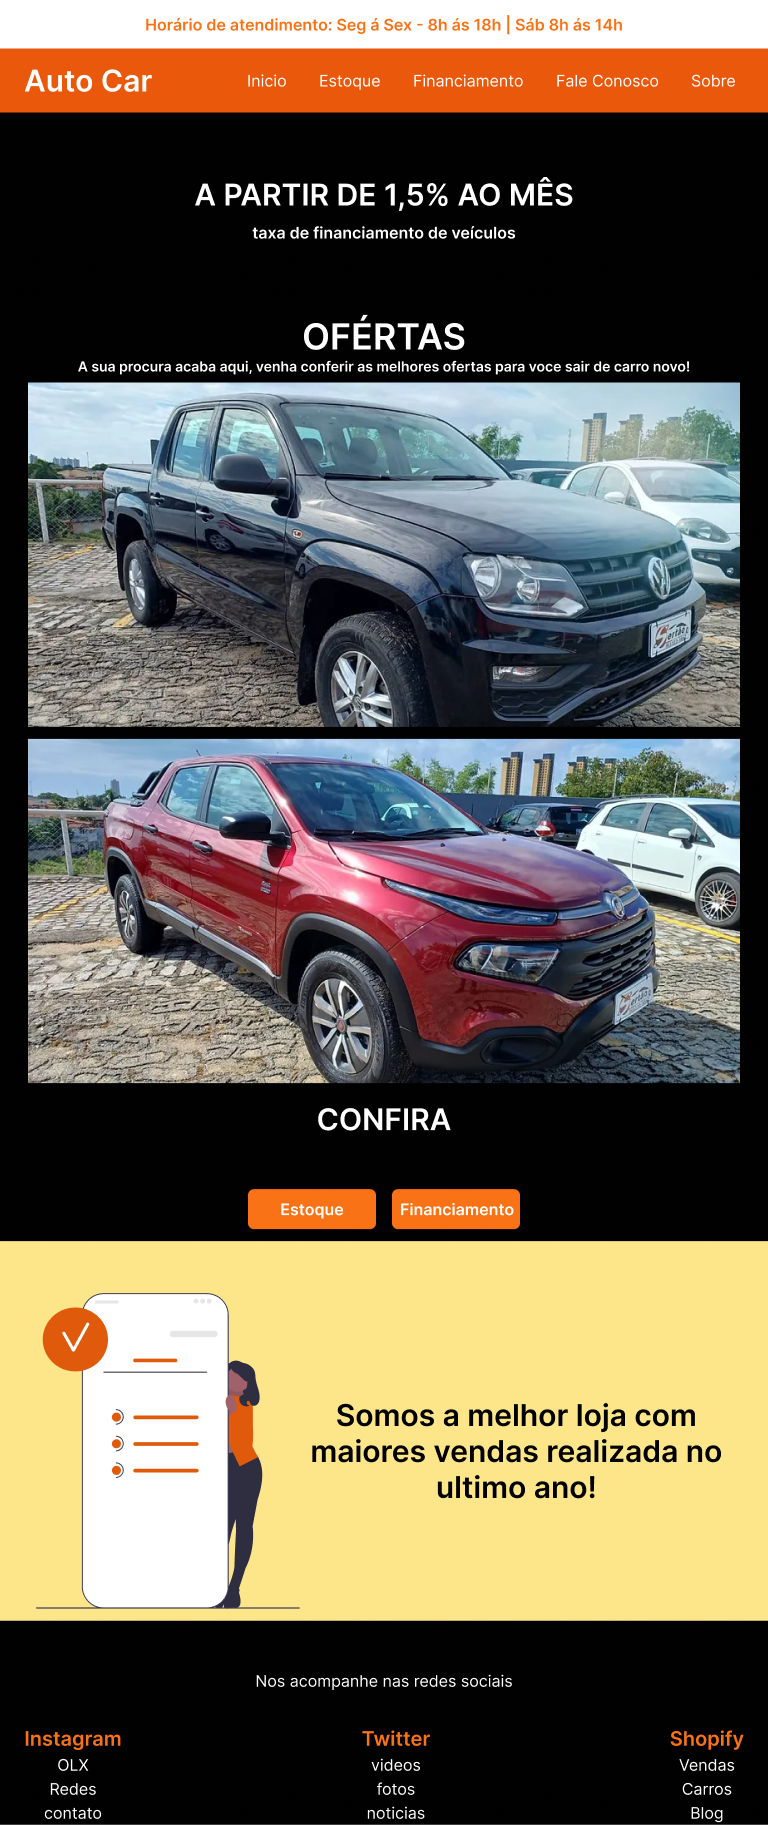 Horário de atendimento: Seg á Sex - 8h ás 18h | Sáb 8h ás 14h
Auto Car
Inicio
Estoque
Financiamento
Fale Conosco
Sobre
A PARTIR DE 1,5% AO MÊS
taxa de financiamento de veículos
OFÉRTAS
A sua procura acaba aqui, venha conferir as melhores ofertas para voce sair de carro novo!
CONFIRA
Estoque
Financiamento
Somos a melhor loja com
maiores vendas realizada no
ultimo ano!
Nos acompanhe nas redes sociais
Instagram
OLX
Redes
contato
Twitter
videos
fotos
noticias
Shopify
Vendas
Carros
Blog